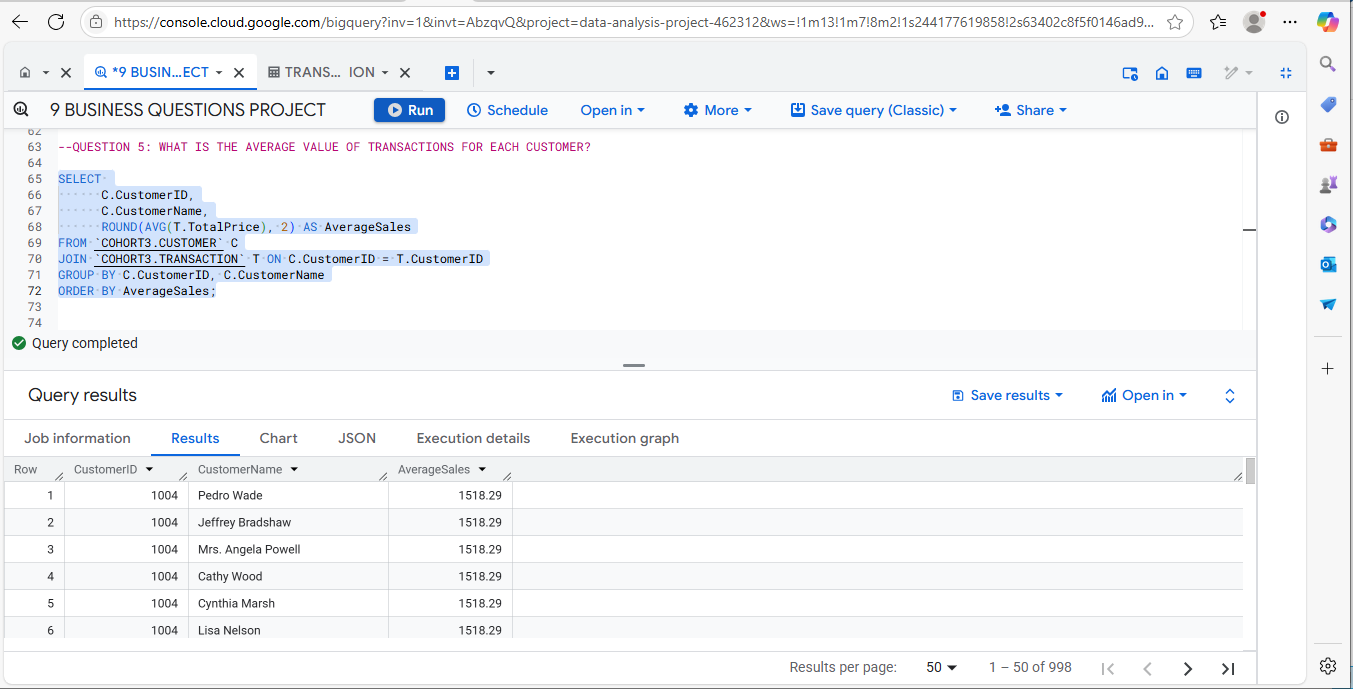 https://console.cloud.google.com/bigquery?inv=1&invt=AbzqvQ&project=data-analysis-project-462312&ws=!1m13!1m7!8m2!1s244177619858!2s63402c8f5f0146ad9...
*9 BUSIN...ECT
TRANS... ION
9 BUSINESS QUESTIONS PROJECT
Run
Schedule
Open in
More
Save query (Classic)
Share
62
63 --QUESTION 5: WHAT IS THE AVERAGE VALUE OF TRANSACTIONS FOR EACH CUSTOMER?
64
65 SELECT
66 C.CustomerID,
67 C.CustomerName,
68 ROUND(AVG(T.TotalPrice), 2) AS AverageSales
69 FROM `COHORT3.CUSTOMER` C
70 JOIN `COHORT3.TRANSACTION` T ON C.CustomerID = T.CustomerID
71 GROUP BY C.CustomerID, C.CustomerName
72 ORDER BY AverageSales;
73
74
Query completed
Query results
Save results
Open in
Job information Results Chart JSON Execution details Execution graph
Row CustomerID CustomerName AverageSales
1 1004 Pedro Wade 1518.29
2 1004 Jeffrey Bradshaw 1518.29
3 1004 Mrs. Angela Powell 1518.29
4 1004 Cathy Wood 1518.29
5 1004 Cynthia Marsh 1518.29
6 1004 Lisa Nelson 1518.29
Results per page: 50 1 – 50 of 998